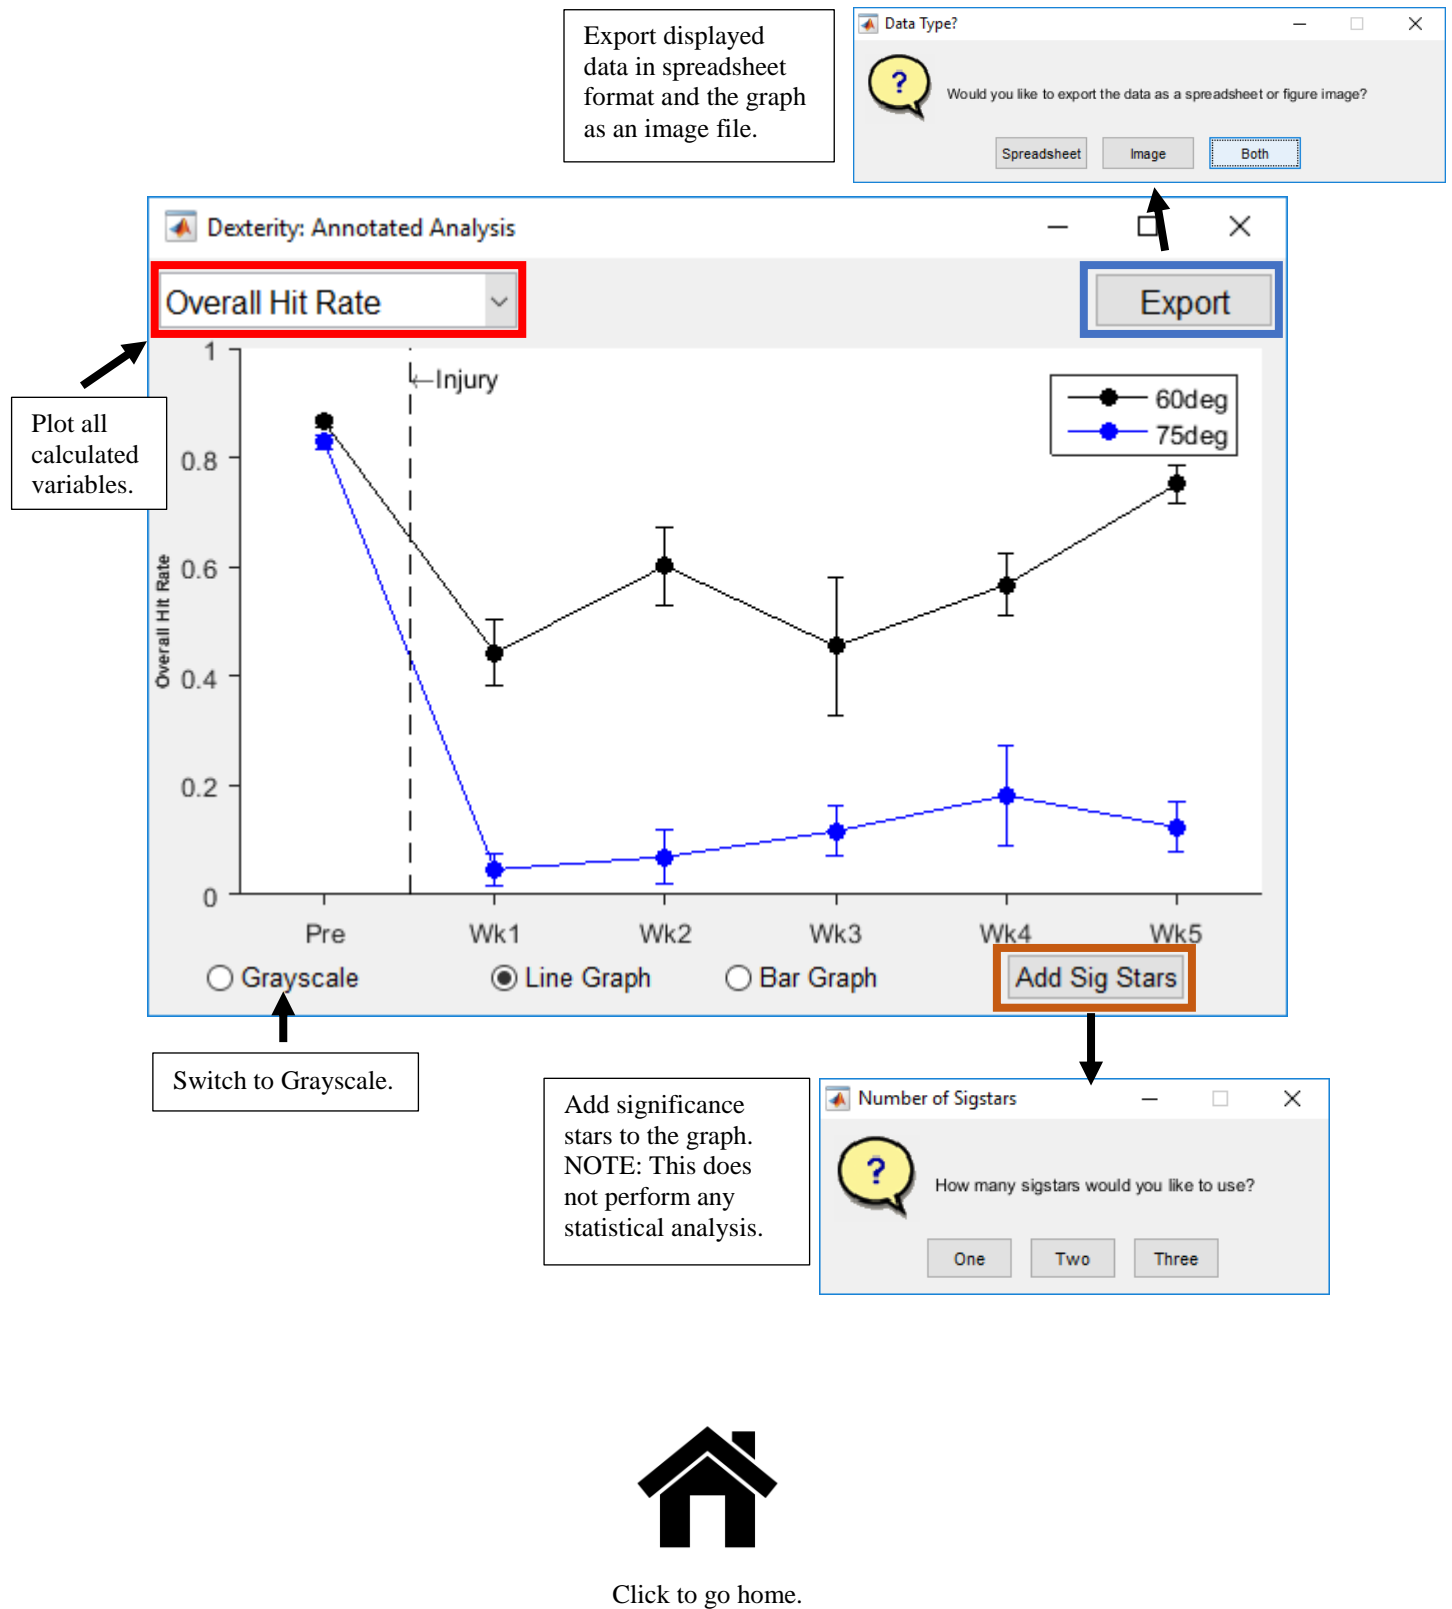 Export displayed
data in spreadsheet
format and the graph
as an image file.
Data Type?
?
Would you like to export the data as a spreadsheet or figure image?
Spreadsheet Image Both
Dexterity: Annotated Analysis
Overall Hit Rate
Export
Plot all
calculated
variables.
1
0.8
0.6
0.4
0.2
0
Overall Hit Rate
←Injury
60deg
75deg
Pre Wk1 Wk2 Wk3 Wk4 Wk5
Grayscale Line Graph Bar Graph Add Sig Stars
Switch to Grayscale.
Add significance
stars to the graph.
NOTE: This does
not perform any
statistical analysis.
Number of Sigstars
?
How many sigstars would you like to use?
One Two Three
Click to go home.